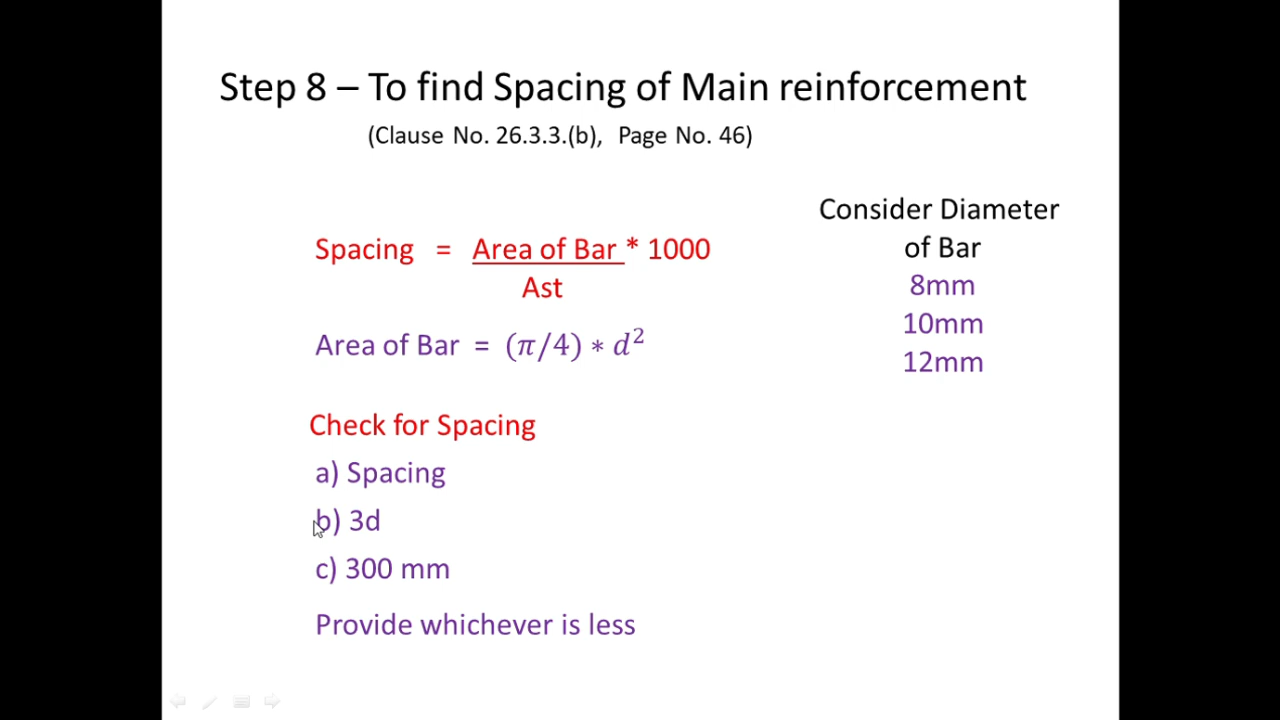 Step 8 – To find Spacing of Main reinforcement
(Clause No. 26.3.3.(b), Page No. 46)
Consider Diameter
of Bar
8mm
10mm
12mm
Spacing = Area of Bar * 1000
Ast
Area of Bar = (π/4) ∗ d²
Check for Spacing
a) Spacing
b) 3d
c) 300 mm
Provide whichever is less